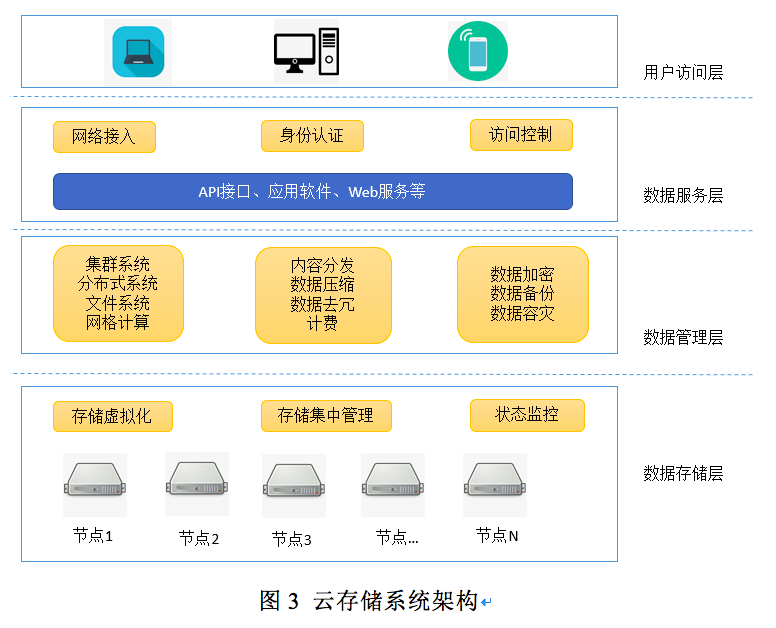 用户访问层
网络接入
身份认证
访问控制
API接口、应用软件、Web服务等
数据服务层
集群系统
分布式系统
文件系统
网格计算
内容分发
数据压缩
数据去冗
计费
数据加密
数据备份
数据容灾
数据管理层
存储虚拟化
存储集中管理
状态监控
数据存储层
节点1
节点2
节点3
节点...
节点N
图 3 云存储系统架构